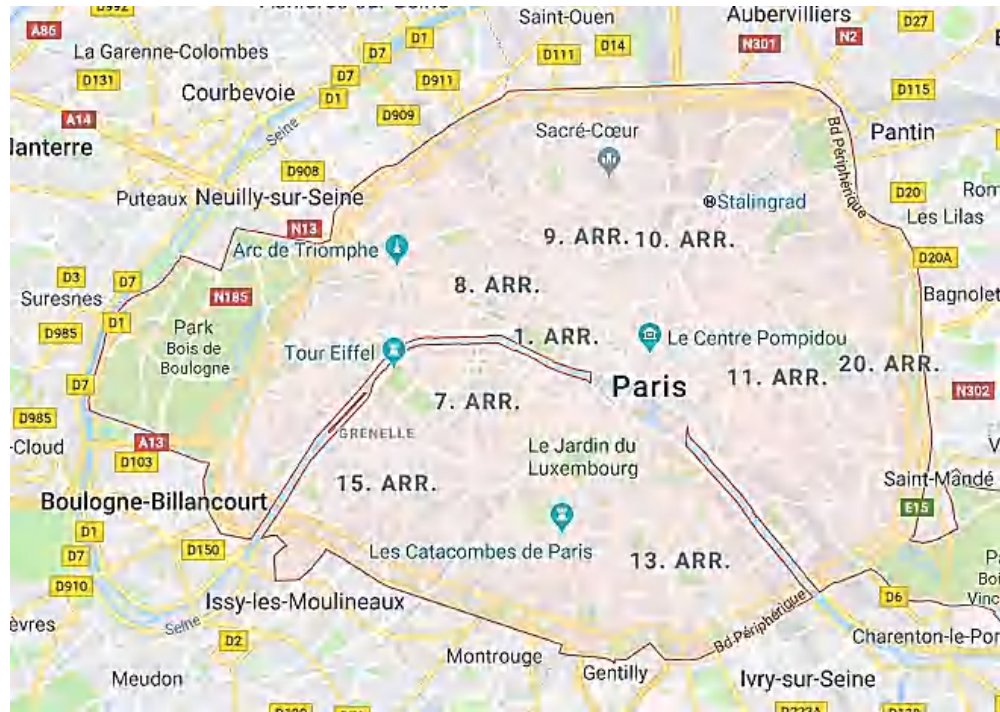 D992
Saint-Ouen
Aubervilliers
D27
A86
D1
La Garenne-Colombes
D7
D111
D14
N301
N2
D131
D7
D911
D115
Courbevoie
D1
D909
A14
Seine
Sacré-Cœur
Bd Périphérique
Pantin
D908
Puteaux
Neuilly-sur-Seine
Stalingrad
D20
Les Lilas
N13
Arc de Triomphe
9. ARR.
10. ARR.
D20A
D3
D7
Suresnes
N185
8. ARR.
Bagnolet
D985
D1
Park
Bois de
Boulogne
1. ARR.
Le Centre Pompidou
Tour Eiffel
20. ARR.
D7
Paris
11. ARR.
N302
7. ARR.
D985
GRENELLE
-Cloud
A13
D103
Le Jardin du
Luxembourg
15. ARR.
Saint-Mandé
Boulogne-Billancourt
E15
D1
D7
D150
Les Catacombes de Paris
13. ARR.
D910
Issy-les-Moulineaux
D6
Bd Périphérique
Seine
D2
Montrouge
Gentilly
Meudon
Ivry-sur-Seine